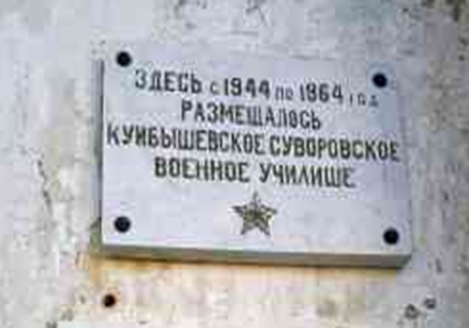 ЗДЕСЬ с 1944 по 1964 год
РАЗМЕЩАЛОСЬ
КУЙБЫШЕВСКОЕ СУВОРОВСКОЕ
ВОЕННОЕ УЧИЛИЩЕ